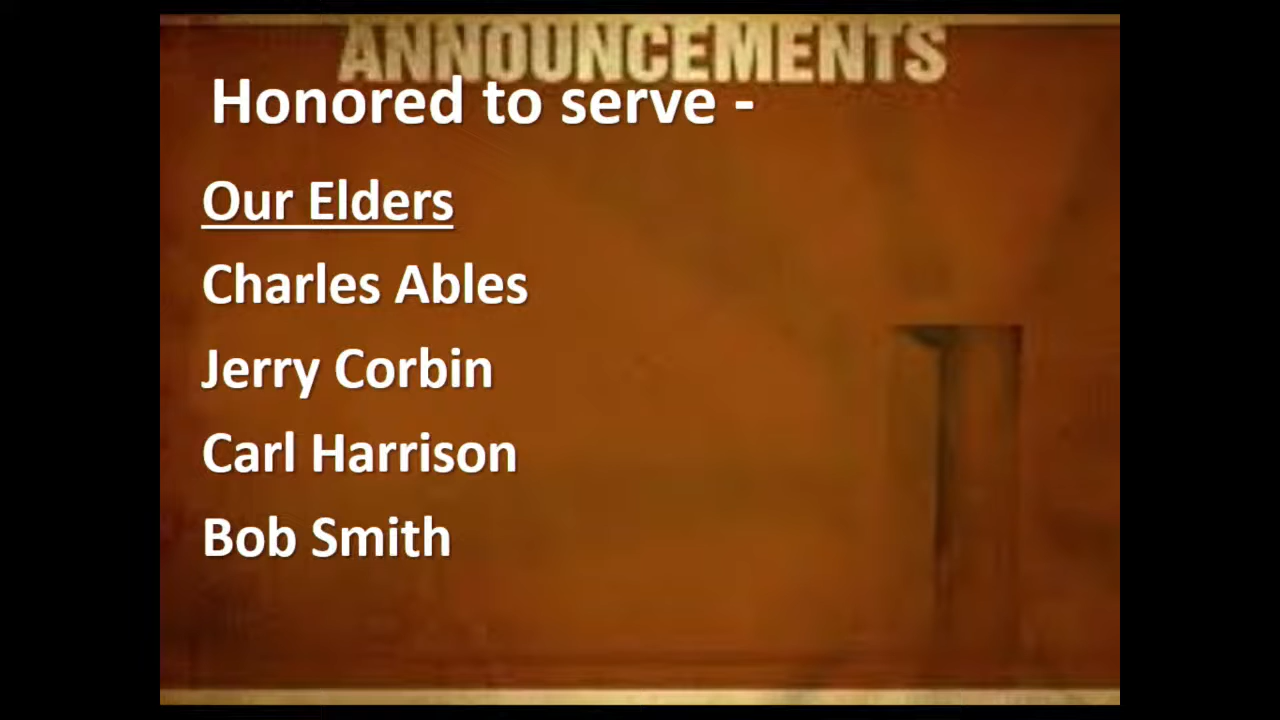 ANNOUNCEMENTS
Honored to serve -
Our Elders
Charles Ables
Jerry Corbin
Carl Harrison
Bob Smith